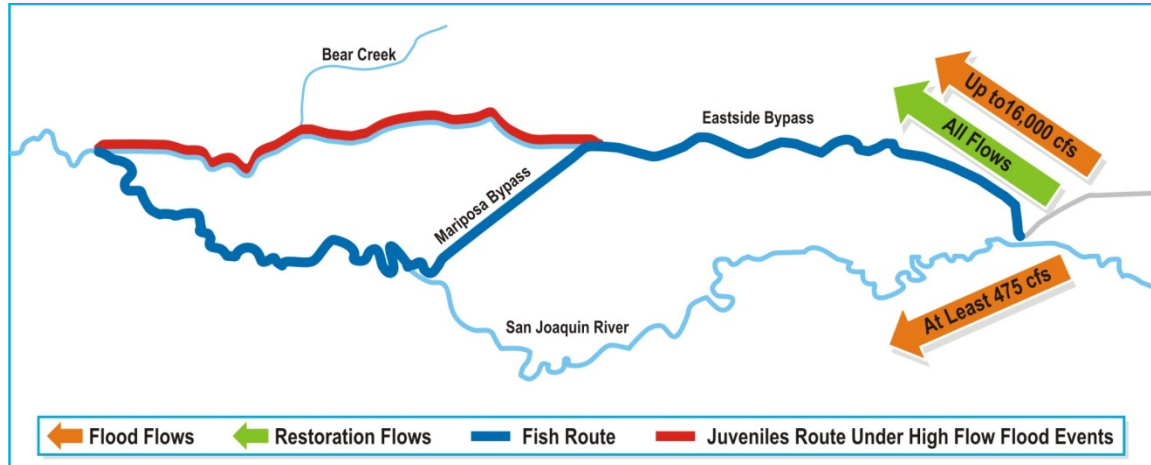 Bear Creek
Eastside Bypass
Up to16,000 cfs
All Flows
Mariposa Bypass
At Least 475 cfs
San Joaquin River
Flood Flows
Restoration Flows
Fish Route
Juveniles Route Under High Flow Flood Events